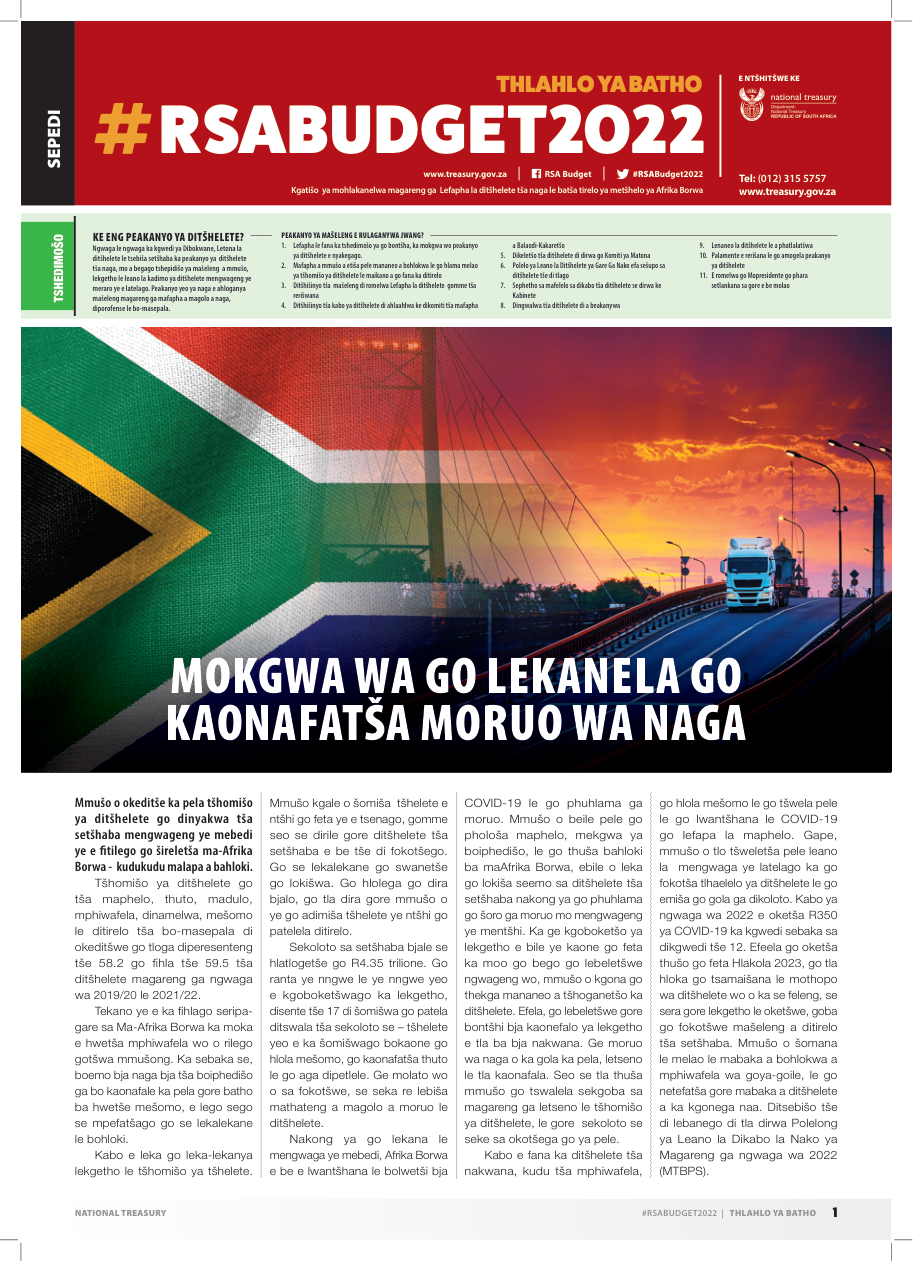 SEPEDI
THLAHLO YA BATHO
#RSABUDGET2022
www.treasury.gov.za
RSA Budget
#RSABudget2022
Kgatišo ya mohlakanelwa magareng ga Lefapha la ditšhelete tša naga le batša tirelo ya metšhelo ya Afrika Borwa
E NTŠHITŠWE KE
national treasury
Department:
National Treasury
REPUBLIC OF SOUTH AFRICA
Tel: (012) 315 5757
www.treasury.gov.za
TSHEDIMOŠO
KE ENG PEAKANYO YA DITŠHELETE?
Ngwaga le ngwaga ka kgwedi ya Dibokwane, Letona la
ditšhelete le tsebiša setšhaba ka peakanyo ya ditšhelete
tša naga, mo a begago tshepidišo ya mašeleng a mmušo,
lekgetho le leano la kadimo ya ditšhelete mengwageng ye
meraro ye e latelago. Peakanyo yeo ya naga e ahloganya
mašeleng magareng ga mafapha a magolo a naga,
diporofense le bo-masepala.
PEAKANYO YA MAŠELENG E RULAGANYWA JWANG?
1. Lefapha le fana ka tshedimošo ya go bontšha, ka mokgwa wo peakanyo
ya ditšhelete e nyakegago.
2. Mafapha a mmušo a etiša pele mananeo a bohlokwa le go hlama melao
ya tšhomišo ya ditšhelete le maikano a go fana ka ditirelo
3. Ditšhišinyo tša mašeleng di romelwa Lefapha la ditšhelete gomme tša
rerišwana
4. Ditšhišinyo tša kabo ya ditšhelete di ahlaahlwa ke dikomiti tša mafapha
a Balaodi-Kakaretšo
5. Dikeletšo tša ditšhelete di dirwa go Komiti ya Matona
6. Polelo ya Leano la Ditšhelete ya Gare Ga Nako efa sešupo sa
ditšhelete tše di tlago
7. Sephetho sa mafelelo sa dikabo tša ditšhelete se dirwa ke
Kabinete
8. Dingwalwa tša ditšhelete di a beakanywa
9. Lenaneo la ditšhelete le a phatlalatšwa
10. Palamente e rerišana le go amogela peakanyo
ya ditšhelete
11. E romelwa go Mopresidente go phara
setlankana sa gore e be molao
MOKGWA WA GO LEKANELA GO
KAONAFATŠA MORUO WA NAGA
Mmušo o okeditše ka pela tšhomišo
ya ditšhelete go dinyakwa tša
setšhaba mengwageng ye mebedi
ye e fitilego go šireletša ma-Afrika
Borwa - kudukudu malapa a bahloki.
Tšhomišo ya ditšhelete go
tša maphelo, thuto, madulo,
mphiwafela, dinamelwa, mešomo
le ditirelo tša bo-masepala di
okeditšwe go tloga diperesenteng
tše 58.2 go fihla tše 59.5 tša
ditšhelete magareng ga ngwaga
wa 2019/20 le 2021/22.
Tekano ye e ka fihlago seripa-
gare sa Ma-Afrika Borwa ka moka
e hwetša mphiwafela wo o rilego
gotšwa mmušong. Ka sebaka se,
boemo bja naga bja tša boiphedišo
ga bo kaonafale ka pela gore batho
ba hwetše mešomo, e lego sego
se mpefatšago go se lekalekane
le bohloki.
Kabo e leka go leka-lekanya
lekgetho le tšhomišo ya tšhelete.
Mmušo kgale o šomiša tšhelete e
ntšhi go feta ye e tsenago, gomme
seo se dirile gore ditšhelete tša
setšhaba e be tše di fokotšego.
Go se lekalekane go swanetše
go lokišwa. Go hlolega go dira
bjalo, go tla dira gore mmušo o
ye go adimiša tšhelete ye ntšhi go
patelela ditirelo.
Sekoloto sa setšhaba bjale se
hlatlogetše go R4.35 trilione. Go
ranta ye nngwe le ye nngwe yeo
e kgoboketšwago ka lekgetho,
disente tše 17 di šomišwa go patela
ditswala tša sekoloto se – tšhelete
yeo e ka šomišwago bokaone go
hlola mešomo, go kaonafatša thuto
le go aga dipetlele. Ge molato wo
o sa fokotšwe, se seka re lebiša
mathateng a magolo a moruo le
ditšhelete.
Nakong ya go lekana le
mengwaga ye mebedi, Afrika Borwa
e be e lwantšhana le bolwetši bja
COVID-19 le go phuhlama ga
moruo. Mmušo o beile pele go
phološa maphelo, mekgwa ya
boiphedišo, le go thuša bahloki
ba maAfrika Borwa, ebile o leka
go lokiša seemo sa ditšhelete tša
setšhaba nakong ya go phuhlama
go šoro ga moruo mo mengwageng
ye mentšhi. Ka ge kgoboketšo ya
lekgetho e bile ye kaone go feta
ka moo go bego go lebeletšwe
ngwageng wo, mmušo o kgona go
thekga mananeo a tšhoganetšo ka
ditšhelete. Efela, go lebeletšwe gore
bontšhi bja kaonefalo ya lekgetho
e tla ba bja nakwana. Ge moruo
wa naga o ka gola ka pela, letseno
le tla kaonafala. Seo se tla thuša
mmušo go tswalela sekgoba sa
magareng ga letseno le tšhomišo
ya ditšhelete, le gore sekoloto se
seke sa okotšega go ya pele.
Kabo e fana ka ditšhelete tša
nakwana, kudu tša mphiwafela,
go hlola mešomo le go tšwela pele
le go lwantšhana le COVID-19
go lefapa la maphelo. Gape,
mmušo o tlo tšweletša pele leano
la mengwaga ye latelago ka go
fokotša tlhaelelo ya ditšhelete le go
emiša go gola ga dikoloto. Kabo ya
ngwaga wa 2022 e oketša R350
ya COVID-19 ka kgwedi sebaka sa
dikgwedi tše 12. Efeela go oketša
thušo go feta Hlakola 2023, go tla
hloka go tsamaišana le mothopo
wa ditšhelete wo o ka se feleng, se
sera gore lekgetho le oketšwe, goba
go fokotšwe mašeleng a ditirelo
tša setšhaba. Mmušo o šomana
le melao le mabaka a bohlokwa a
mphiwafela wa goya-goile, le go
netefatša gore mabaka a ditšhelete
a ka kgonega naa. Ditsebišo tše
di lebanego di tla dirwa Polelong
ya Leano la Dikabo la Nako ya
Magareng ga ngwaga wa 2022
(MTBPS).
NATIONAL TREASURY
#RSABUDGET2022 | THLAHLO YA BATHO 1